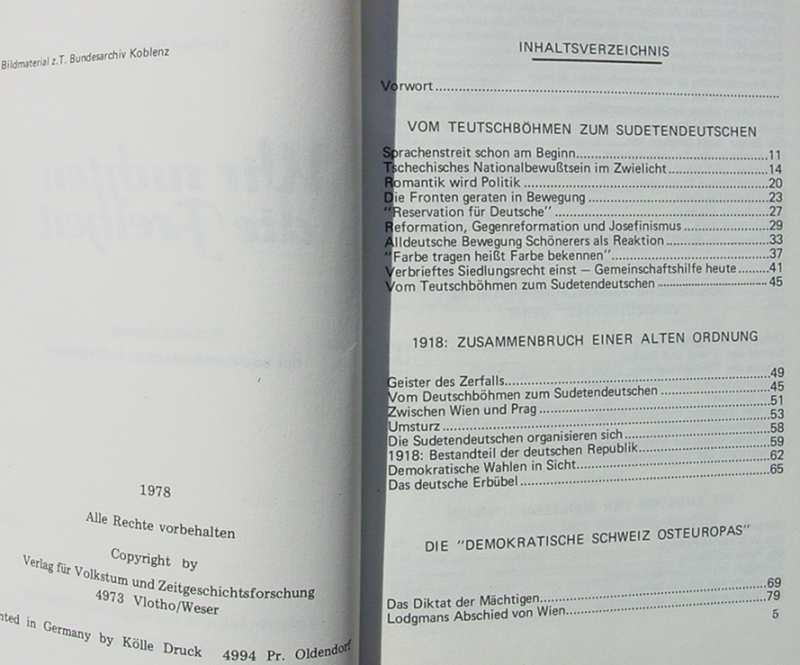 Bildmaterial z.T. Bundesarchiv Koblenz
1978
Alle Rechte vorbehalten
Copyright by
Verlag für Volkstum und Zeitgeschichtsforschung
4973 Vlotho/Weser
nted in Germany by Kölle Druck 4994 Pr. Oldendorf
INHALTSVERZEICHNIS
Vorwort
VOM TEUTSCHBÖHMEN ZUM SUDETENDEUTSCHEN
Sprachenstreit schon am Beginn 11
Tschechisches Nationalbewußtsein im Zwielicht 14
Romantik wird Politik 20
Die Fronten geraten in Bewegung 23
"Reservation für Deutsche" 27
Reformation, Gegenreformation und Josefinismus 29
Alldeutsche Bewegung Schönerers als Reaktion 33
"Farbe tragen heißt Farbe bekennen" 37
Verbrieftes Siedlungsrecht einst – Gemeinschaftshilfe heute 41
Vom Teutschböhmen zum Sudetendeutschen 45
1918: ZUSAMMENBRUCH EINER ALTEN ORDNUNG
Geister des Zerfalls 49
Vom Deutschböhmen zum Sudetendeutschen 45
Zwischen Wien und Prag 51
Umsturz 53
Die Sudetendeutschen organisieren sich 58
1918: Bestandteil der deutschen Republik 59
Demokratische Wahlen in Sicht 62
Das deutsche Erbübel 65
DIE "DEMOKRATISCHE SCHWEIZ OSTEUROPAS"
Das Diktat der Mächtigen 69
Lodgmans Abschied von Wien 79
5